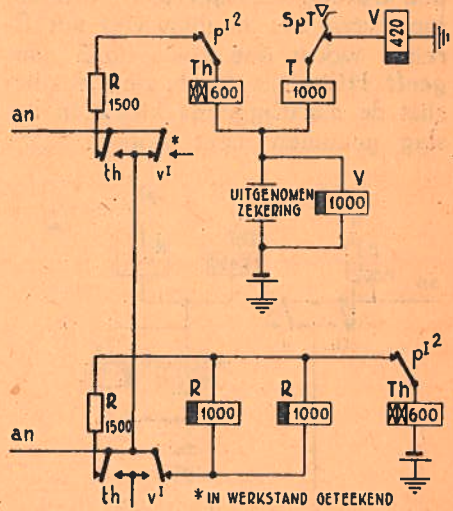 SpT
V
pI2
420
Th
T
R
1500
600
1000
an
*
th
vI
V
UITGENOMEN
ZEKERING
1000
pI2
R
1500
R
1000
R
1000
Th
600
an
th
vI
* IN WERKSTAND GETEEKEND